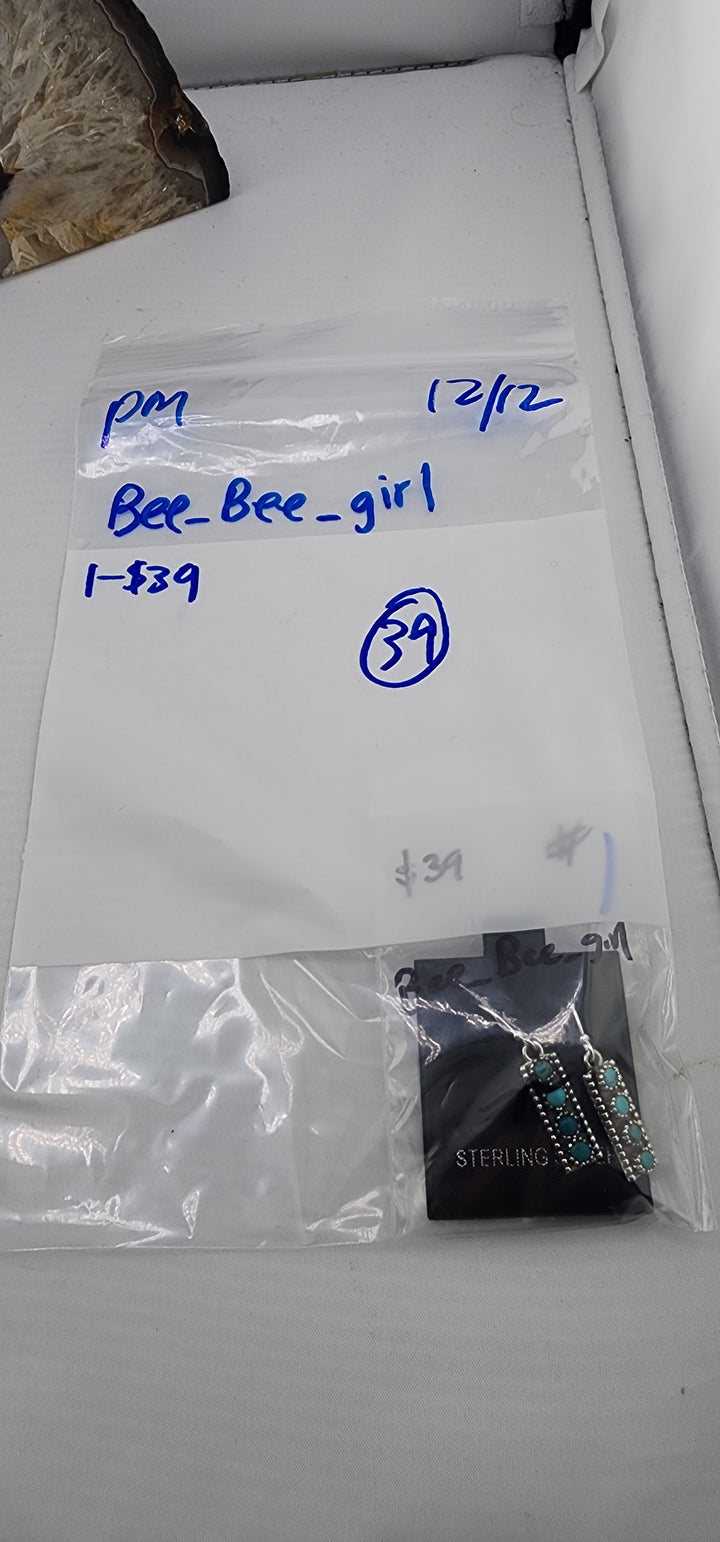 PM 12/12
Bee_Bee_girl
1-$39
39
$39 #1
Bee_Bee_girl
STERLING